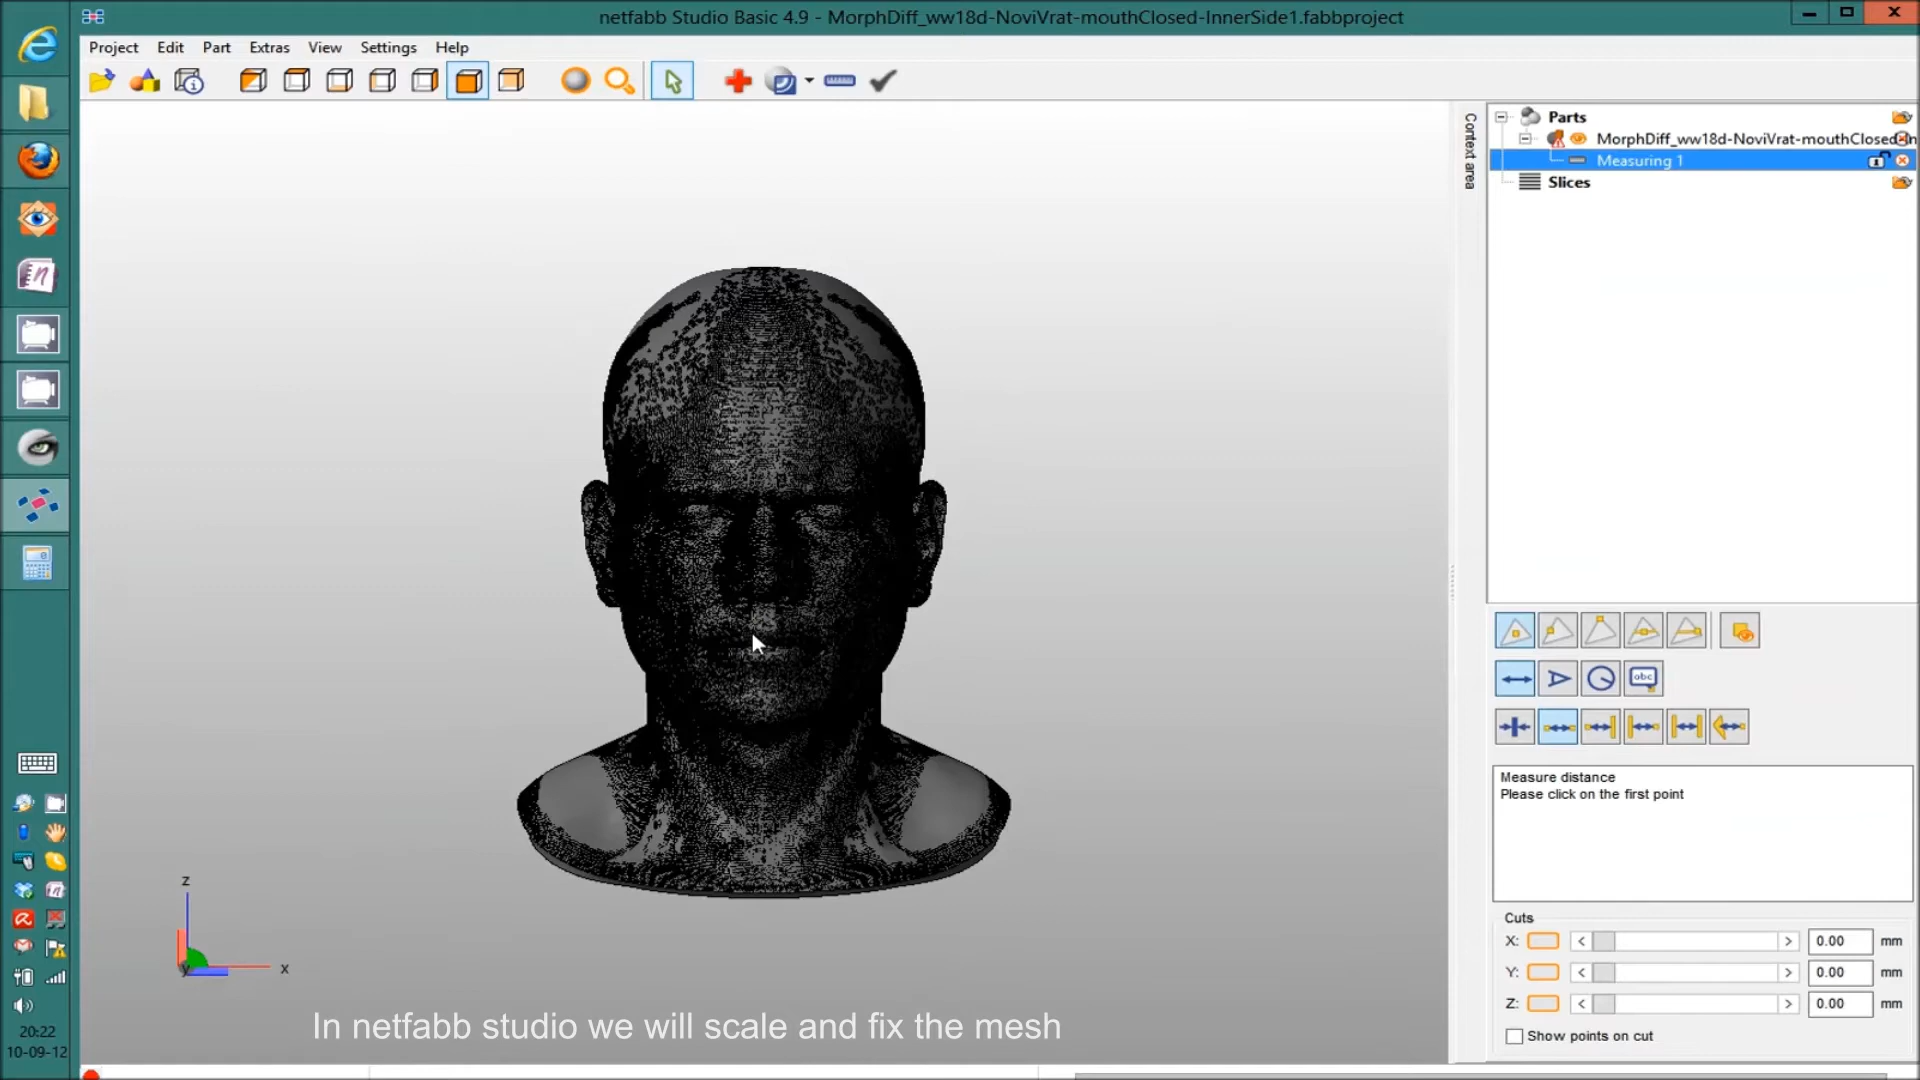 netfabb Studio Basic 4.9 - MorphDiff_ww18d-NoviVrat-mouthClosed-InnerSide1.fabbproject
Project Edit Part Extras View Settings Help
Context area
Parts
MorphDiff_ww18d-NoviVrat-mouthClosed-In
Measuring 1
Slices
abc
Measure distance
Please click on the first point
Cuts
X: 0.00 mm
Y: 0.00 mm
Z: 0.00 mm
Show points on cut
z
y
x
In netfabb studio we will scale and fix the mesh
20:22
10-09-12